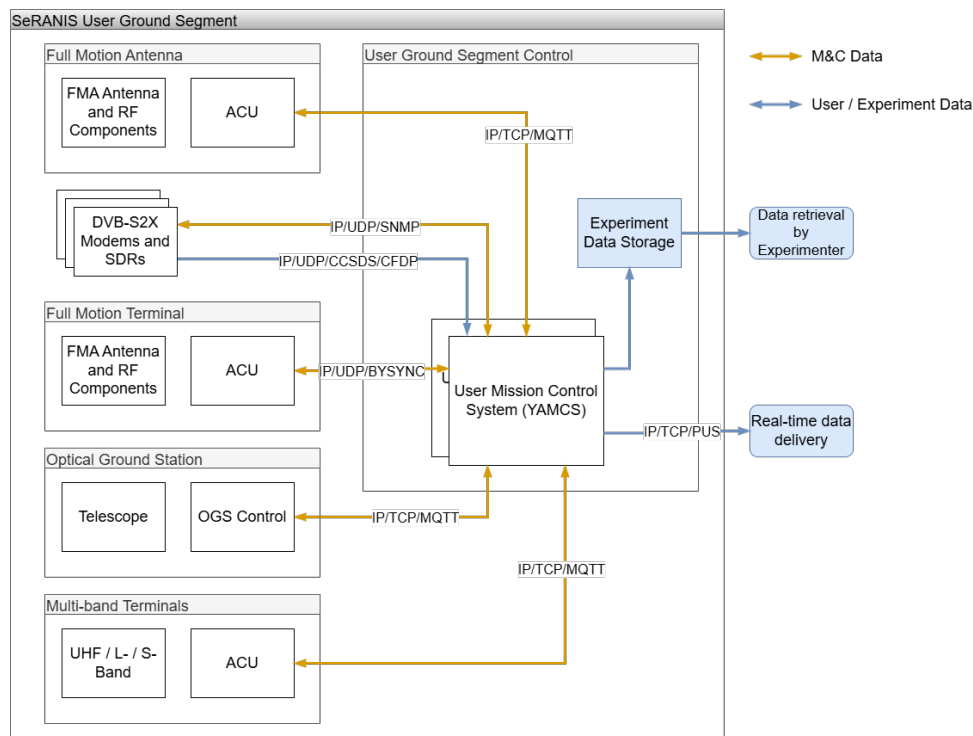 SeRANIS User Ground Segment
Full Motion Antenna
FMA Antenna
and RF
Components
ACU
User Ground Segment Control
M&C Data
User / Experiment Data
IP/TCP/MQTT
DVB-S2X
Modems and
SDRs
IP/UDP/SNMP
IP/UDP/CCSDS/CFDP
Experiment
Data Storage
Data retrieval
by
Experimenter
Full Motion Terminal
FMA Antenna
and RF
Components
ACU
IP/UDP/BYSYNC
User Mission Control
System (YAMCS)
IP/TCP/PUS
Real-time data
delivery
Optical Ground Station
Telescope
OGS Control
IP/TCP/MQTT
IP/TCP/MQTT
Multi-band Terminals
UHF / L- / S-
Band
ACU